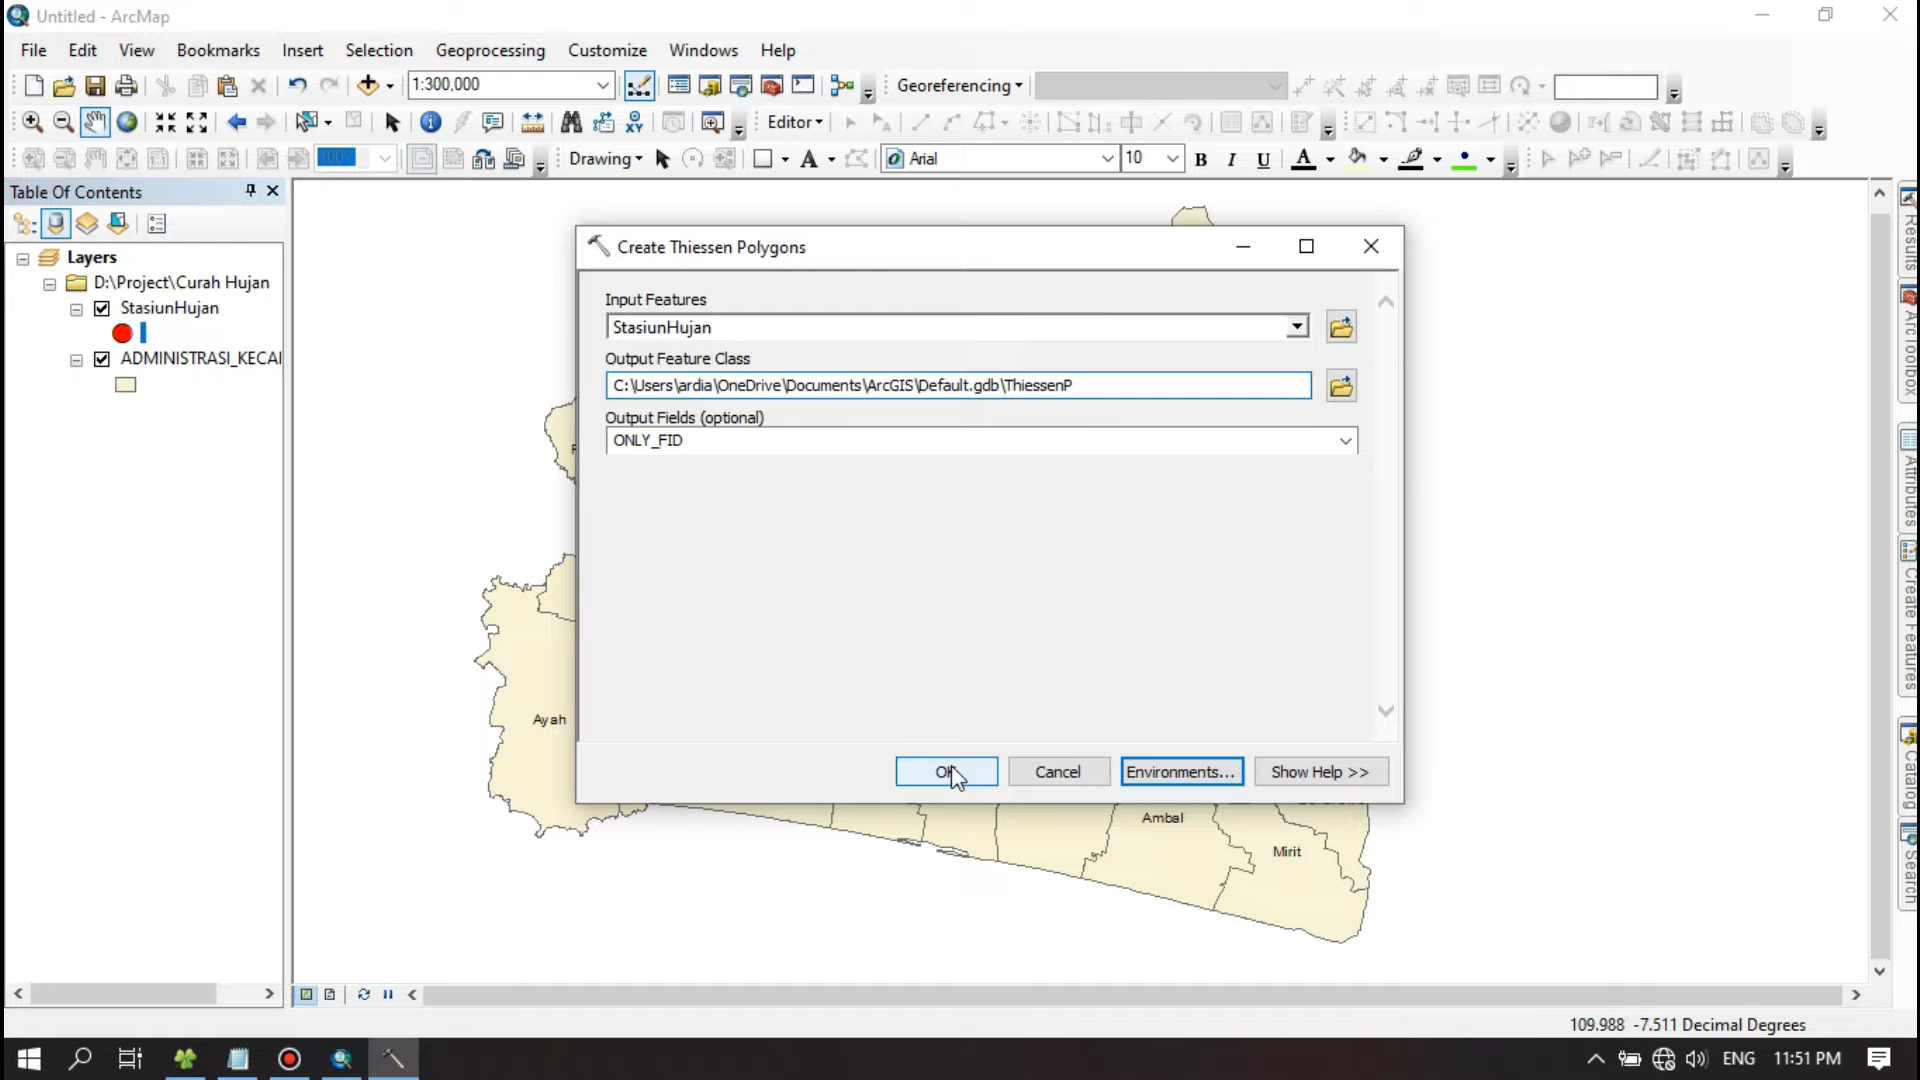 Untitled - ArcMap
File Edit View Bookmarks Insert Selection Geoprocessing Customize Windows Help
1:300,000 Georeferencing
Editor
100% Drawing Arial 10 B I U A
Table Of Contents
Layers
D:\Project\Curah Hujan
StasiunHujan
ADMINISTRASI_KECAI
Create Thiessen Polygons
Input Features
StasiunHujan
Output Feature Class
C:\Users\ardia\OneDrive\Documents\ArcGIS\Default.gdb\ThiessenP
Output Fields (optional)
ONLY_FID
OK Cancel Environments... Show Help >>
Ayah
Ambal
Mirit
Results
ArcToolbox
Attributes
Create Features
Catalog
Search
109.988 -7.511 Decimal Degrees
ENG 11:51 PM